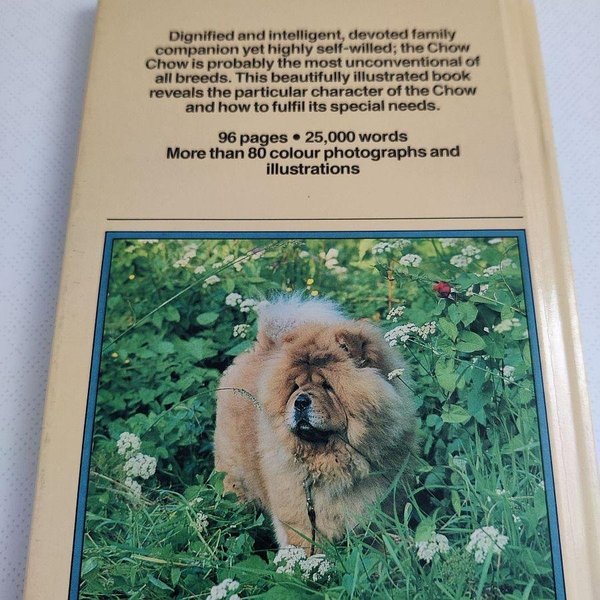 Dignified and intelligent, devoted family
companion yet highly self-willed; the Chow
Chow is probably the most unconventional of
all breeds. This beautifully illustrated book
reveals the particular character of the Chow
and how to fulfil its special needs.
96 pages • 25,000 words
More than 80 colour photographs and
illustrations